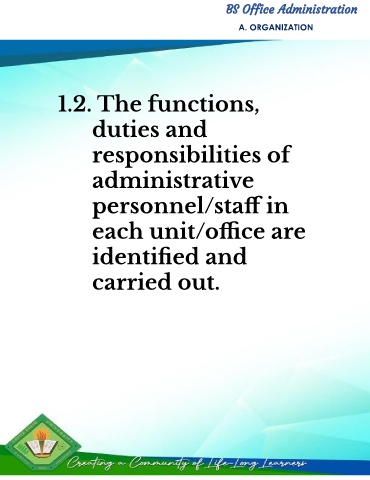 BS Office Administration
A. ORGANIZATION
1.2. The functions,
duties and
responsibilities of
administrative
personnel/staff in
each unit/office are
identified and
carried out.
Creating a Community of Life-Long Learners